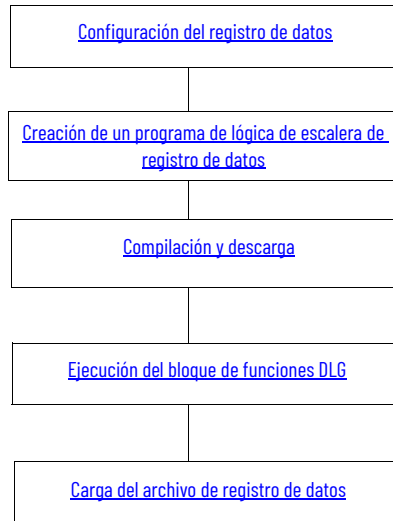 Configuración del registro de datos
Creación de un programa de lógica de escalera de
registro de datos
Compilación y descarga
Ejecución del bloque de funciones DLG
Carga del archivo de registro de datos